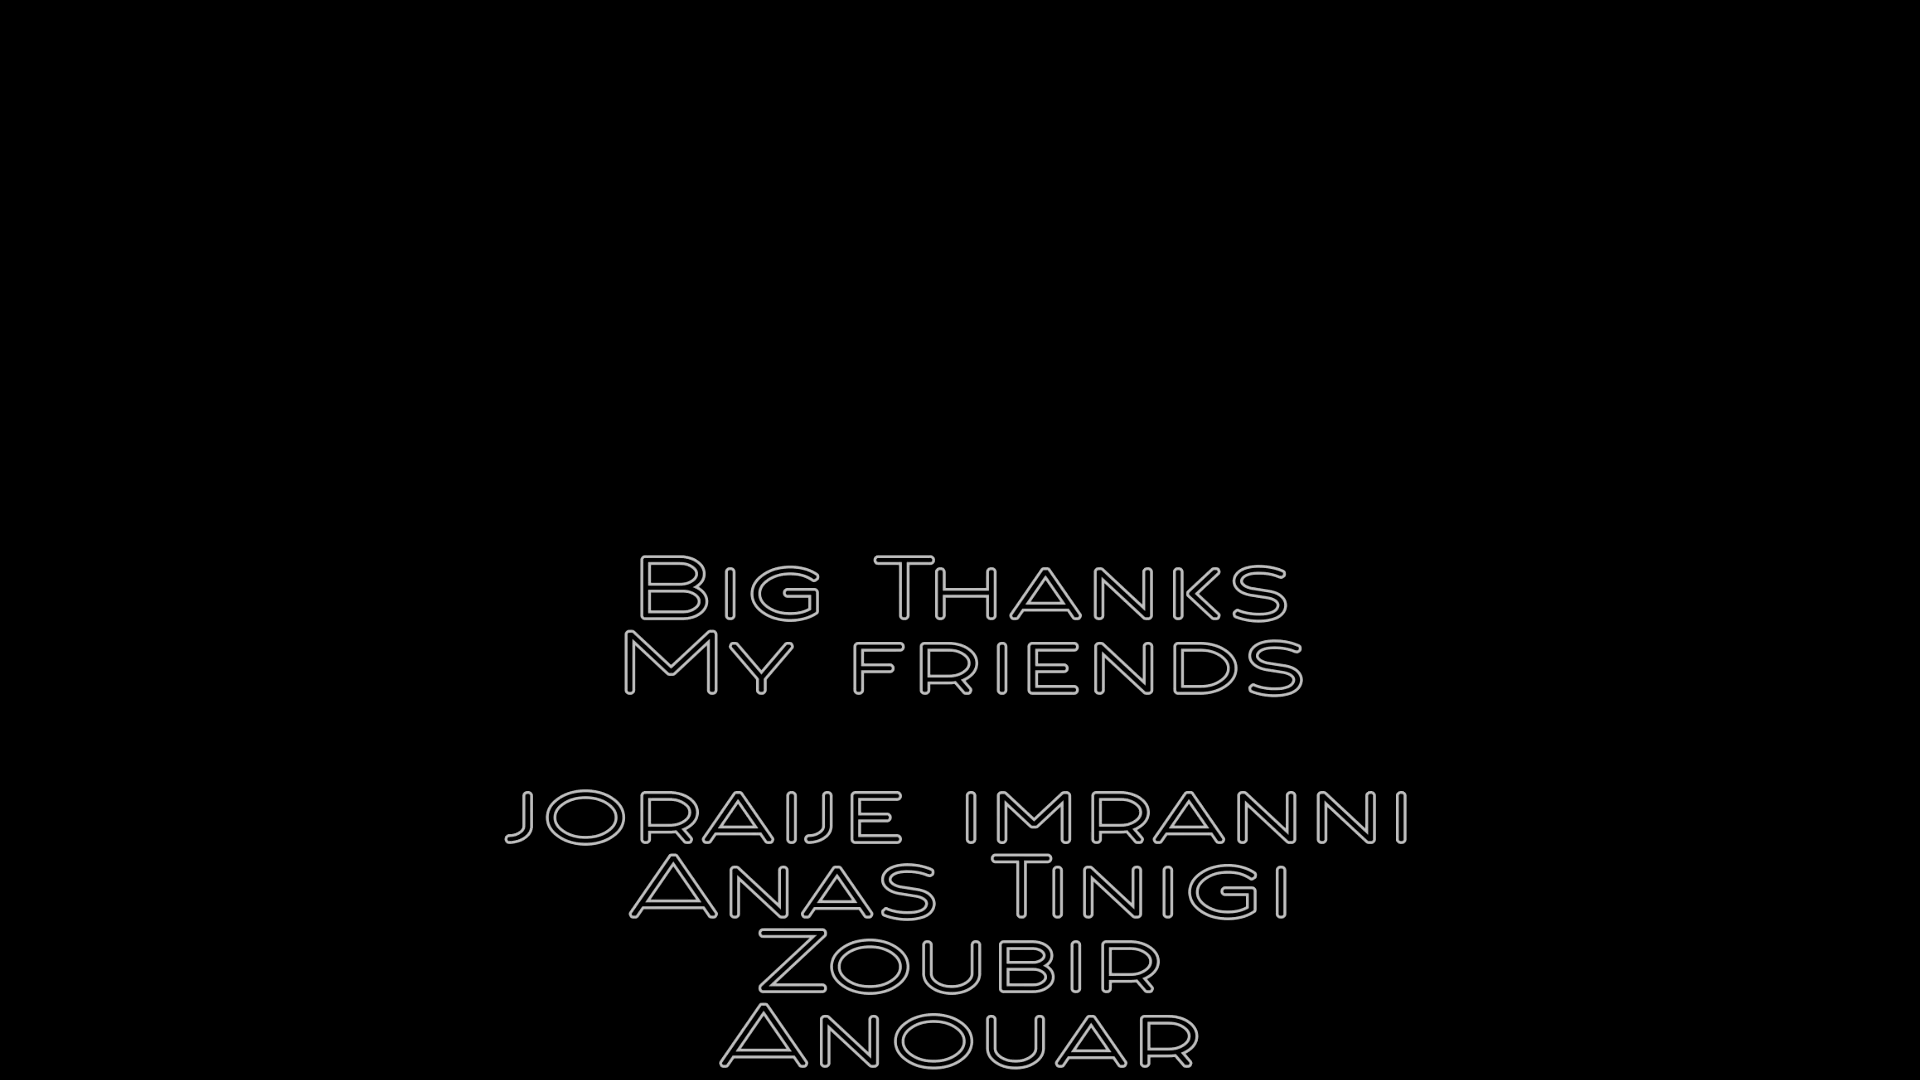 Big Thanks
My friends
joraije imranni
Anas Tinigi
Zoubir
Anouar